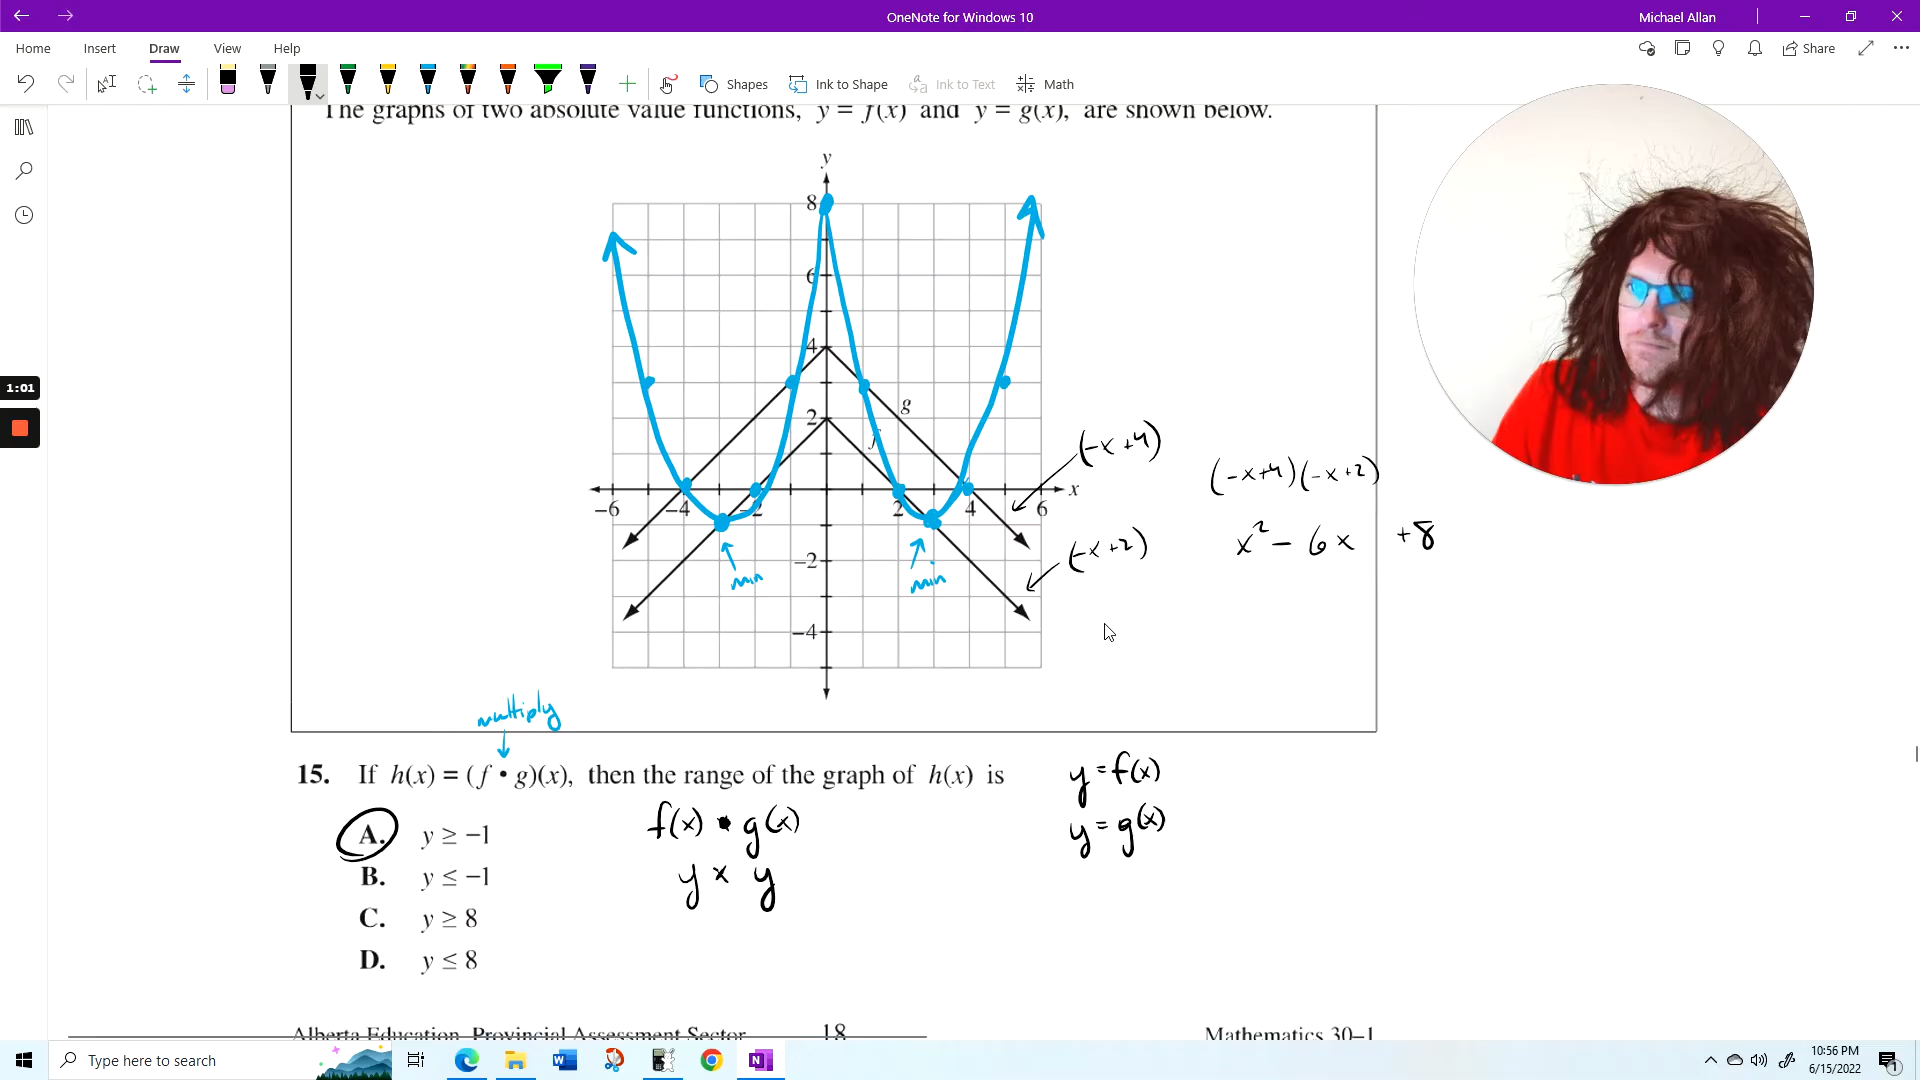 OneNote for Windows 10
Michael Allan
Home Insert Draw View Help
Shapes Ink to Shape Ink to Text Math
Share
The graphs of two absolute value functions, y = f(x) and y = g(x), are shown below.
y
8
6
4
g
2
f
(-x+4)
(-x+4)(-x+2)
-6 -4 -2 2 4 6 x
x² - 6x +8
(-x+2)
-2
min
min
-4
1:01
multiply
15. If h(x) = (f • g)(x), then the range of the graph of h(x) is
y = f(x)
A. y ≥ −1
f(x) • g(x)
y = g(x)
B. y ≤ −1
y × y
C. y ≥ 8
D. y ≤ 8
Alberta Education, Provincial Assessment Sector 18 Mathematics 30–1
Type here to search
10:56 PM
6/15/2022
1